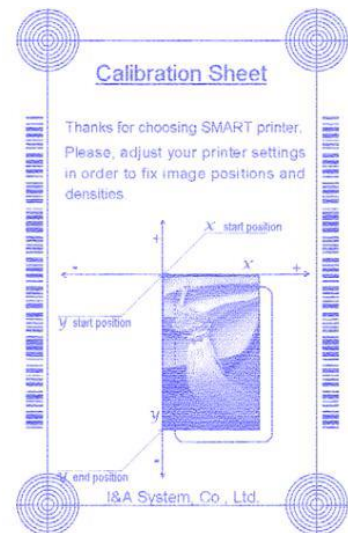 Calibration Sheet
Thanks for choosing SMART printer.
Please, adjust your printer settings
in order to fix image positions and
densities.
+
x start position
- x +
y start position
y
-
y end position
I&A System, Co., Ltd.